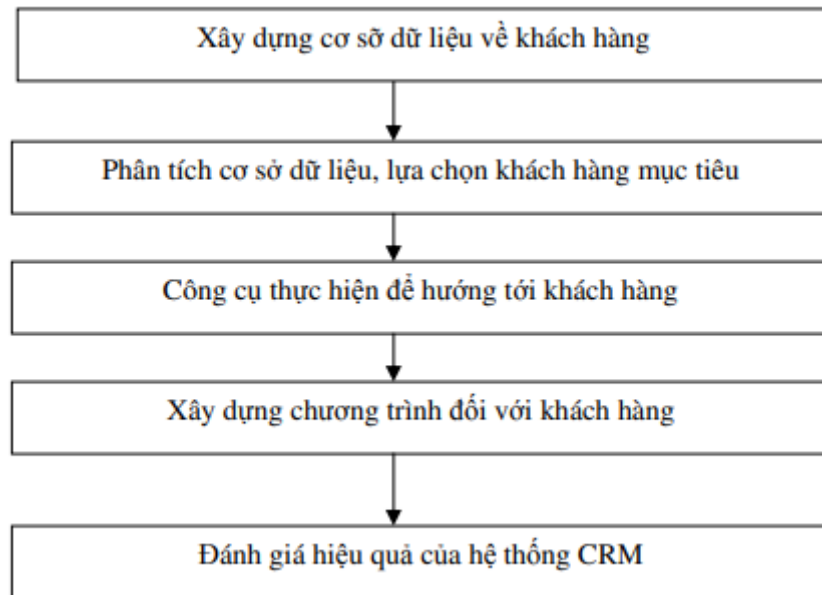 Xây dựng cơ sỡ dữ liệu về khách hàng
Phân tích cơ sở dữ liệu, lựa chọn khách hàng mục tiêu
Công cụ thực hiện để hướng tới khách hàng
Xây dựng chương trình đối với khách hàng
Đánh giá hiệu quả của hệ thống CRM